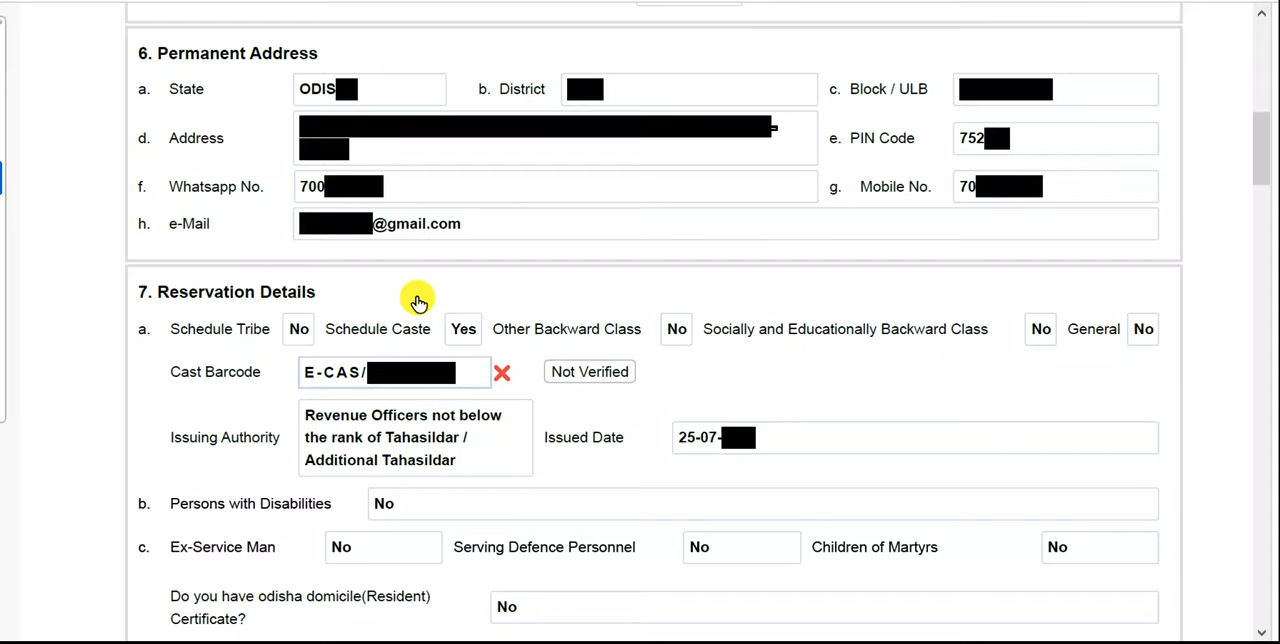 6. Permanent Address
a. State ODIS b. District c. Block / ULB
d. Address e. PIN Code 752
f. Whatsapp No. 700 g. Mobile No. 70
h. e-Mail @gmail.com
7. Reservation Details
a. Schedule Tribe No Schedule Caste Yes Other Backward Class No Socially and Educationally Backward Class No General No
Cast Barcode E-CAS/ Not Verified
Revenue Officers not below
Issuing Authority the rank of Tahasildar / Issued Date 25-07-
Additional Tahasildar
b. Persons with Disabilities No
c. Ex-Service Man No Serving Defence Personnel No Children of Martyrs No
Do you have odisha domicile(Resident) No
Certificate?